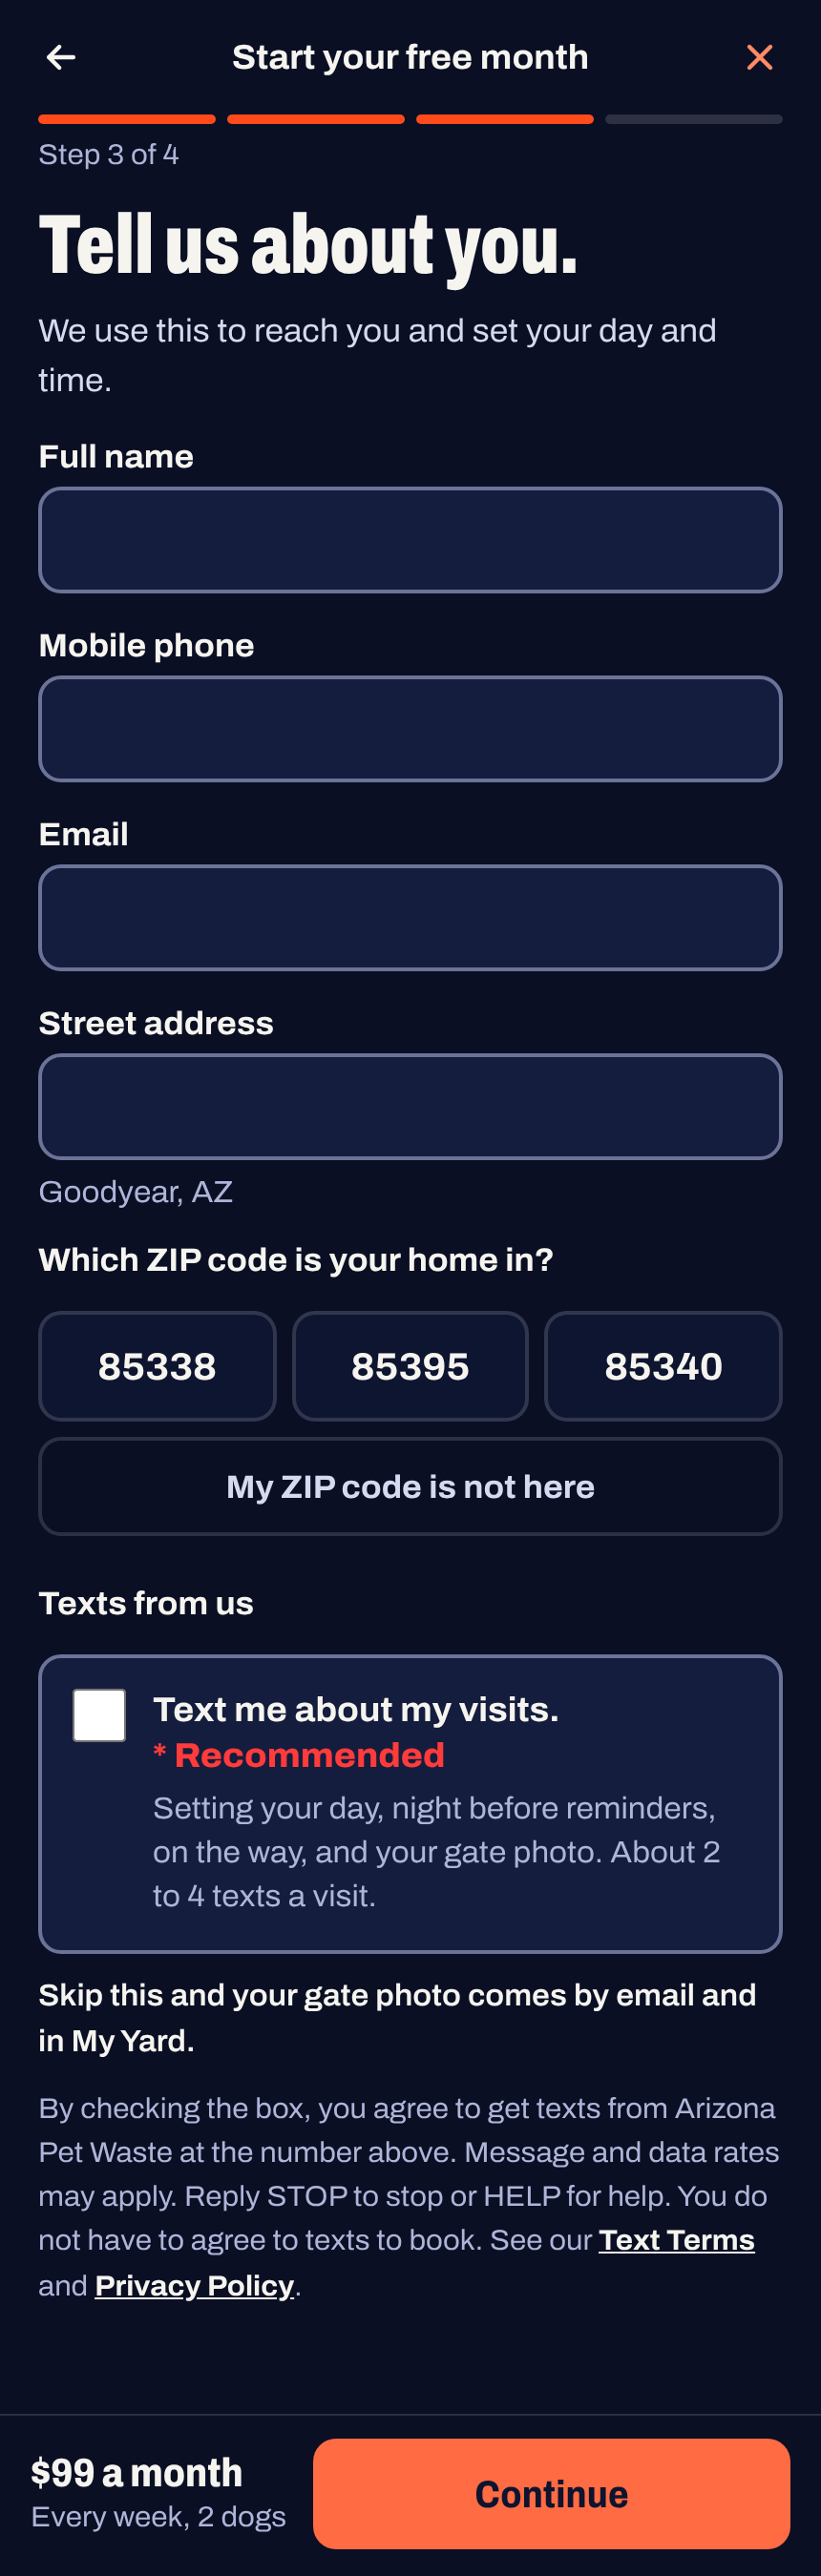 Start your free month
Step 3 of 4
Tell us about you.
We use this to reach you and set your day and
time.
Full name
Mobile phone
Email
Street address
Goodyear, AZ
Which ZIP code is your home in?
85338 85395 85340
My ZIP code is not here
Texts from us
Text me about my visits.
* Recommended
Setting your day, night before reminders,
on the way, and your gate photo. About 2
to 4 texts a visit.
Skip this and your gate photo comes by email and
in My Yard.
By checking the box, you agree to get texts from Arizona
Pet Waste at the number above. Message and data rates
may apply. Reply STOP to stop or HELP for help. You do
not have to agree to texts to book. See our Text Terms
and Privacy Policy.
$99 a month
Every week, 2 dogs
Continue